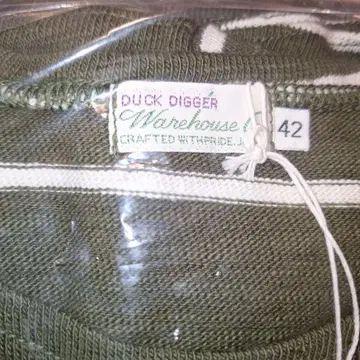 DUCK DIGGER
Warehouse
CRAFTED WITH PRIDE.
42